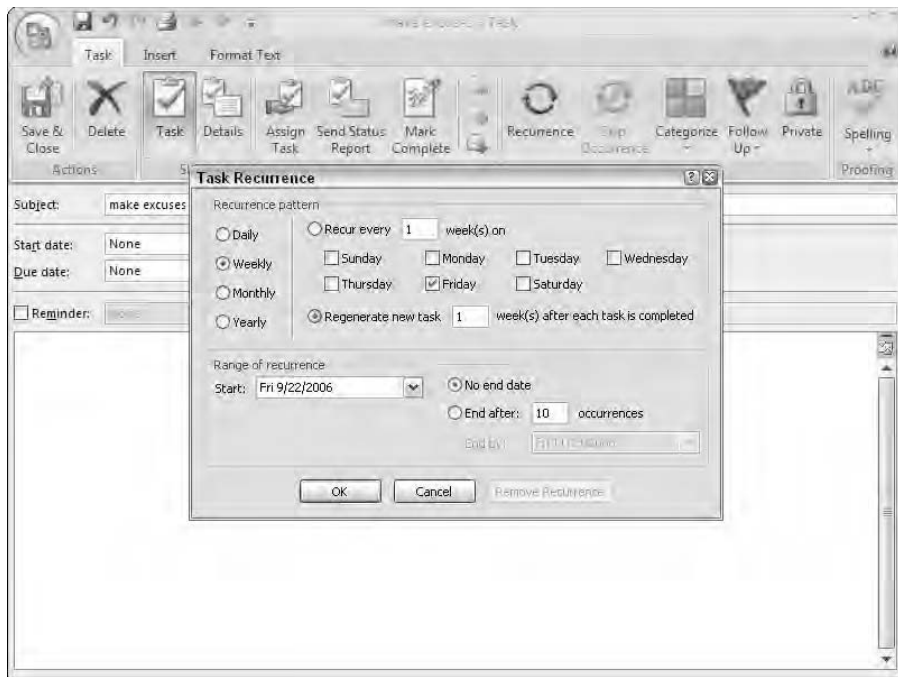 make excuses - Task
Task Insert Format Text
Save & Close Delete Task Details Assign Task Send Status Report Mark Complete Recurrence Skip Occurrence Categorize Follow Up Private ABC Spelling
Actions Proofing
Task Recurrence
Subject: make excuses
Recurrence pattern
Daily
Recur every 1 week(s) on
Start date: None
Weekly
Sunday Monday Tuesday Wednesday
Due date: None
Thursday Friday Saturday
Monthly
Reminder: None
Yearly
Regenerate new task 1 week(s) after each task is completed
Range of recurrence
Start: Fri 9/22/2006
No end date
End after: 10 occurrences
End by:
OK Cancel Remove Recurrence